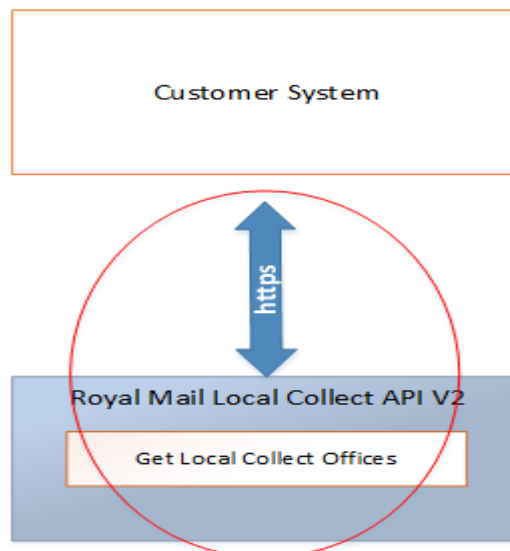 Customer System
https
Royal Mail Local Collect API V2
Get Local Collect Offices